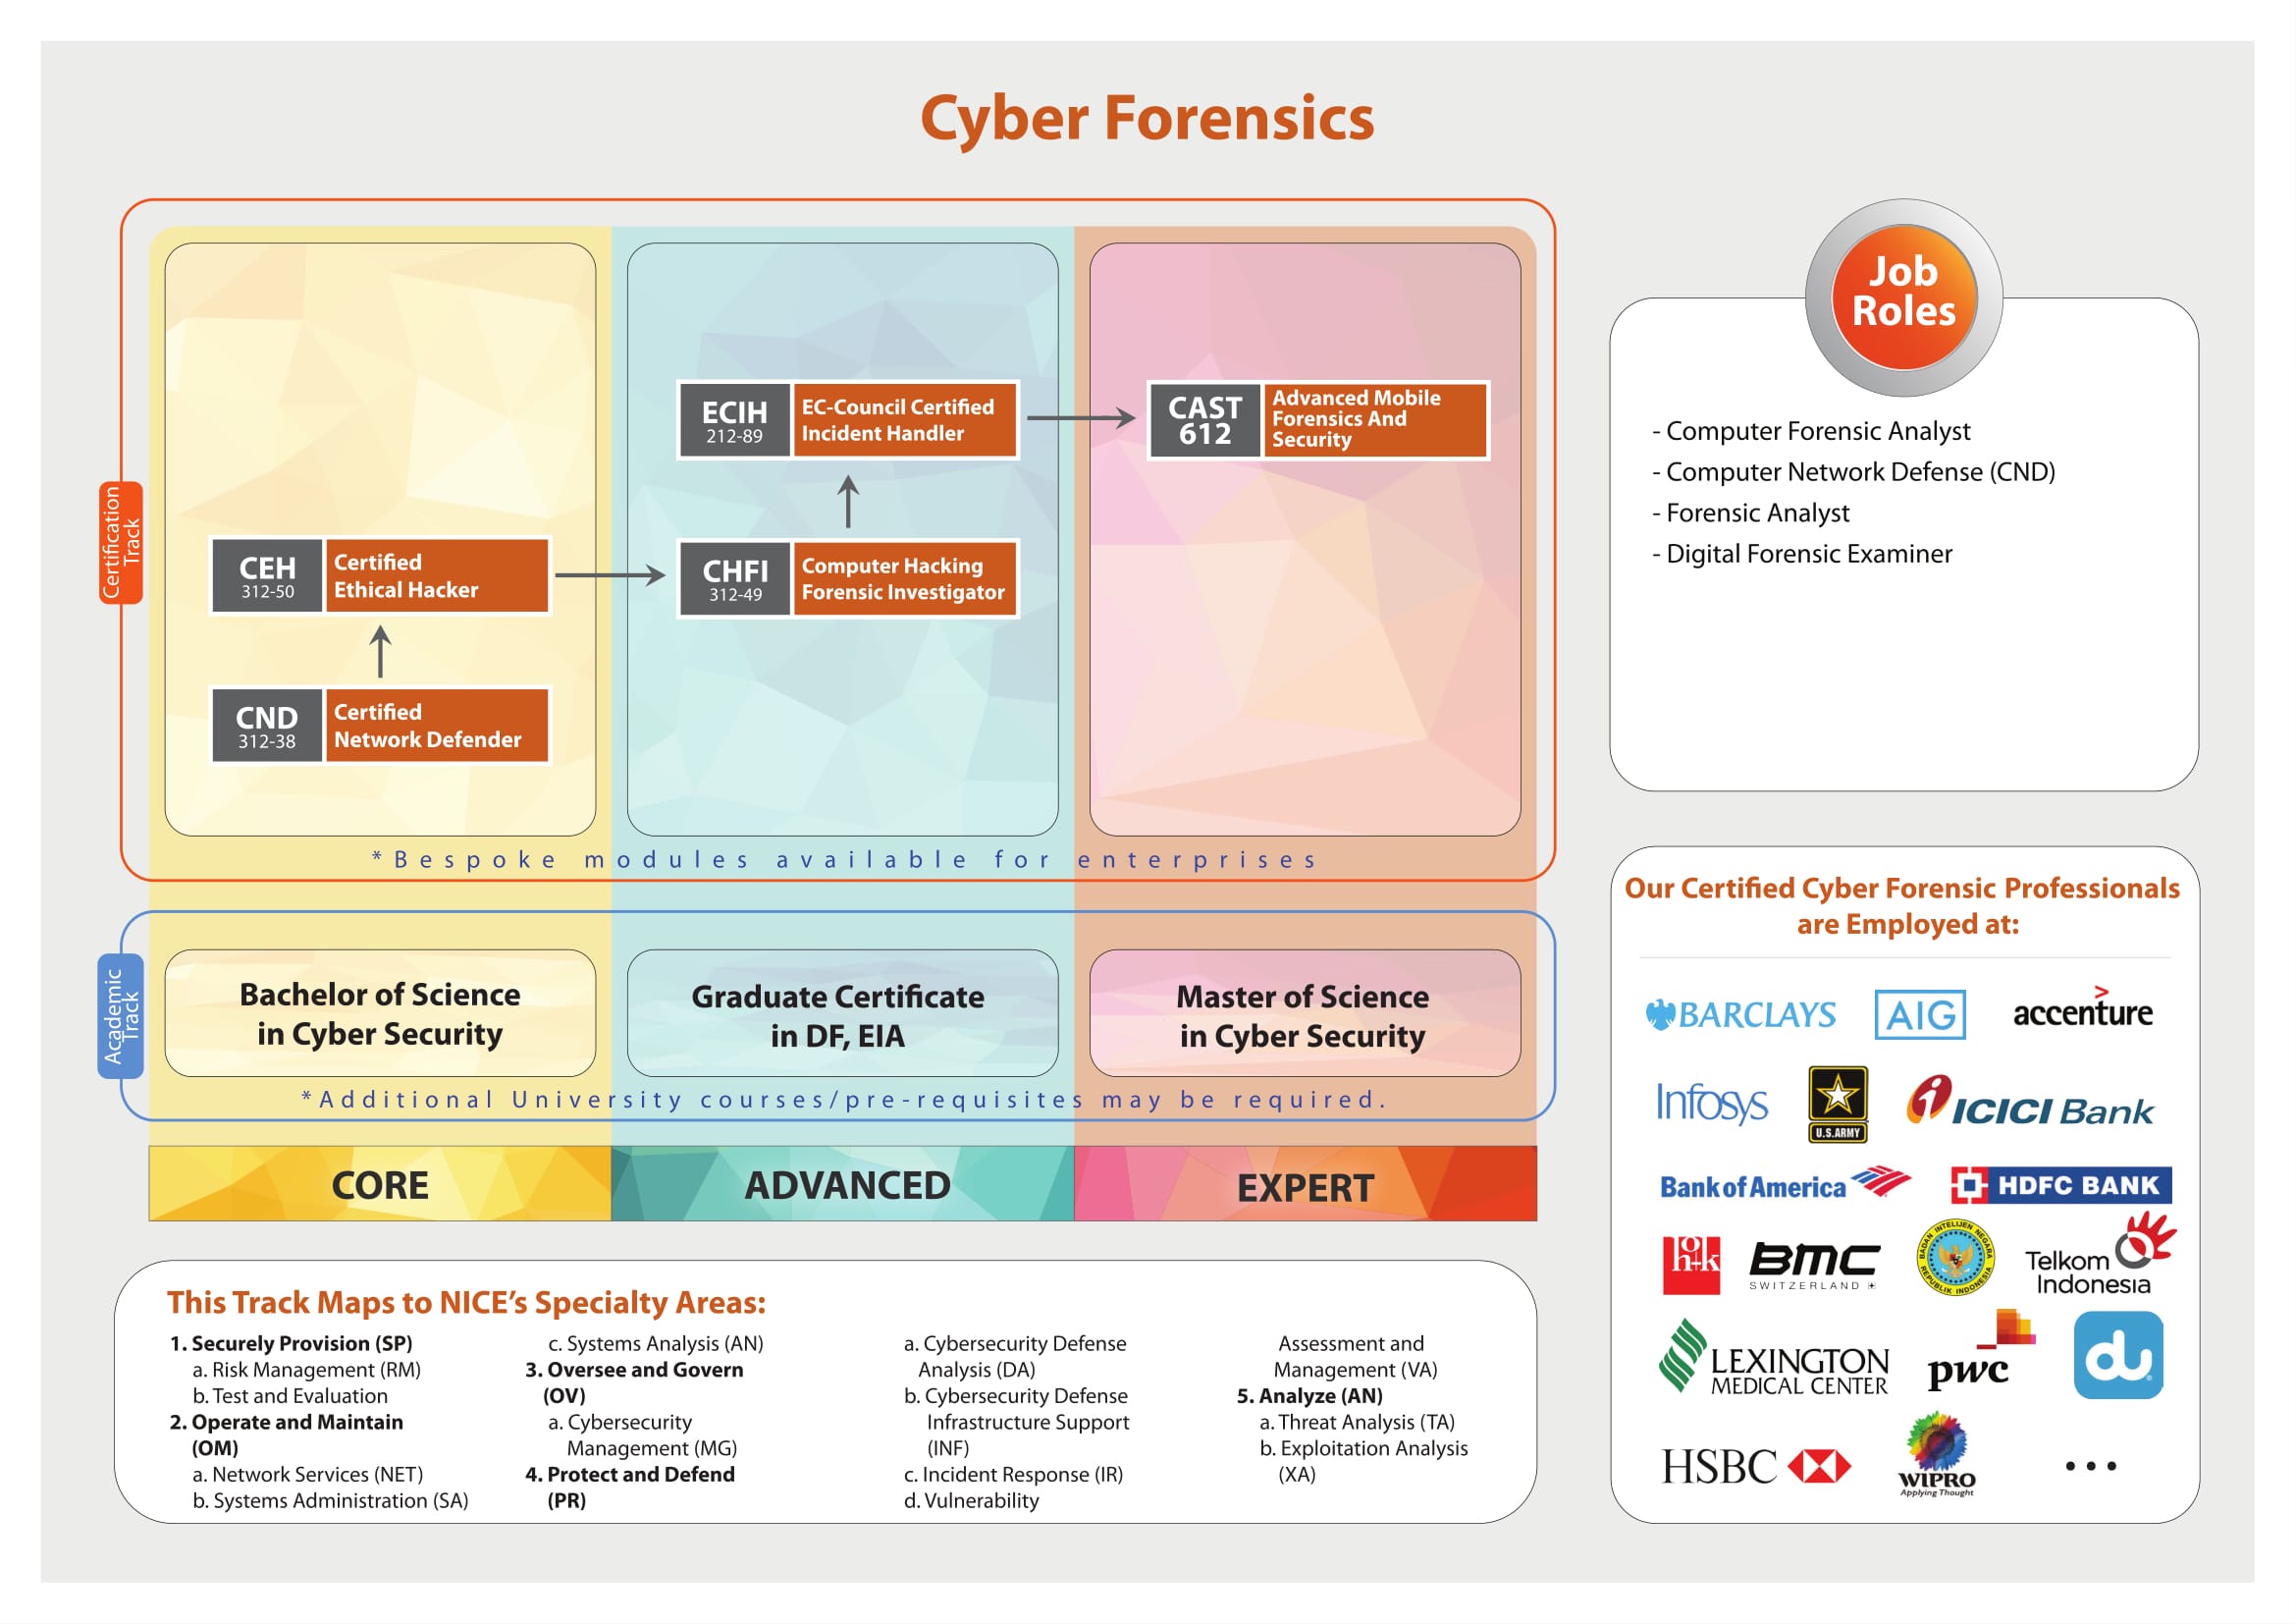 Cyber Forensics
Certification
Track
ECIH
212-89
EC-Council Certified
Incident Handler
CAST
612
Advanced Mobile
Forensics And
Security
CEH
312-50
Certified
Ethical Hacker
CHFI
312-49
Computer Hacking
Forensic Investigator
CND
312-38
Certified
Network Defender
*Bespoke modules available for enterprises
Academic
Track
Bachelor of Science
in Cyber Security
Graduate Certificate
in DF, EIA
Master of Science
in Cyber Security
*Additional University courses/pre-requisites may be required.
CORE
ADVANCED
EXPERT
This Track Maps to NICE's Specialty Areas:
1. Securely Provision (SP)
a. Risk Management (RM)
b. Test and Evaluation
2. Operate and Maintain
(OM)
a. Network Services (NET)
b. Systems Administration (SA)
c. Systems Analysis (AN)
3. Oversee and Govern
(OV)
a. Cybersecurity
Management (MG)
4. Protect and Defend
(PR)
a. Cybersecurity Defense
Analysis (DA)
b. Cybersecurity Defense
Infrastructure Support
(INF)
c. Incident Response (IR)
d. Vulnerability
Assessment and
Management (VA)
5. Analyze (AN)
a. Threat Analysis (TA)
b. Exploitation Analysis
(XA)
Job
Roles
- Computer Forensic Analyst
- Computer Network Defense (CND)
- Forensic Analyst
- Digital Forensic Examiner
Our Certified Cyber Forensic Professionals
are Employed at:
BARCLAYS
AIG
accenture
Infosys
U.S.ARMY
ICICI Bank
Bank of America
HDFC BANK
h+k
BMC
SWITZERLAND
BADAN INTELIJEN NEGARA
REPUBLIK INDONESIA
Telkom
Indonesia
LEXINGTON
MEDICAL CENTER
pwc
du
HSBC
WIPRO
Applying Thought
...